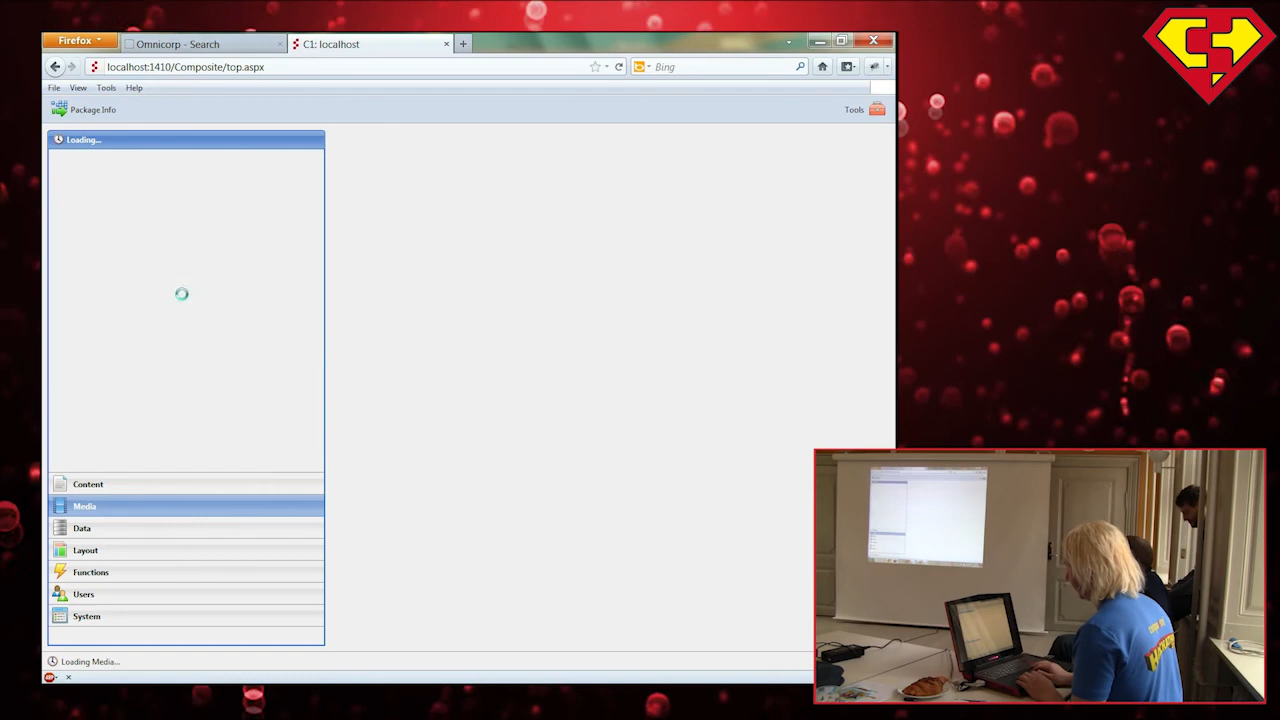 Firefox
Omnicorp - Search
C1: localhost
localhost:1410/Composite/top.aspx
Bing
File View Tools Help
Package Info
Tools
Loading...
Content
Media
Data
Layout
Functions
Users
System
Loading Media...
ABP